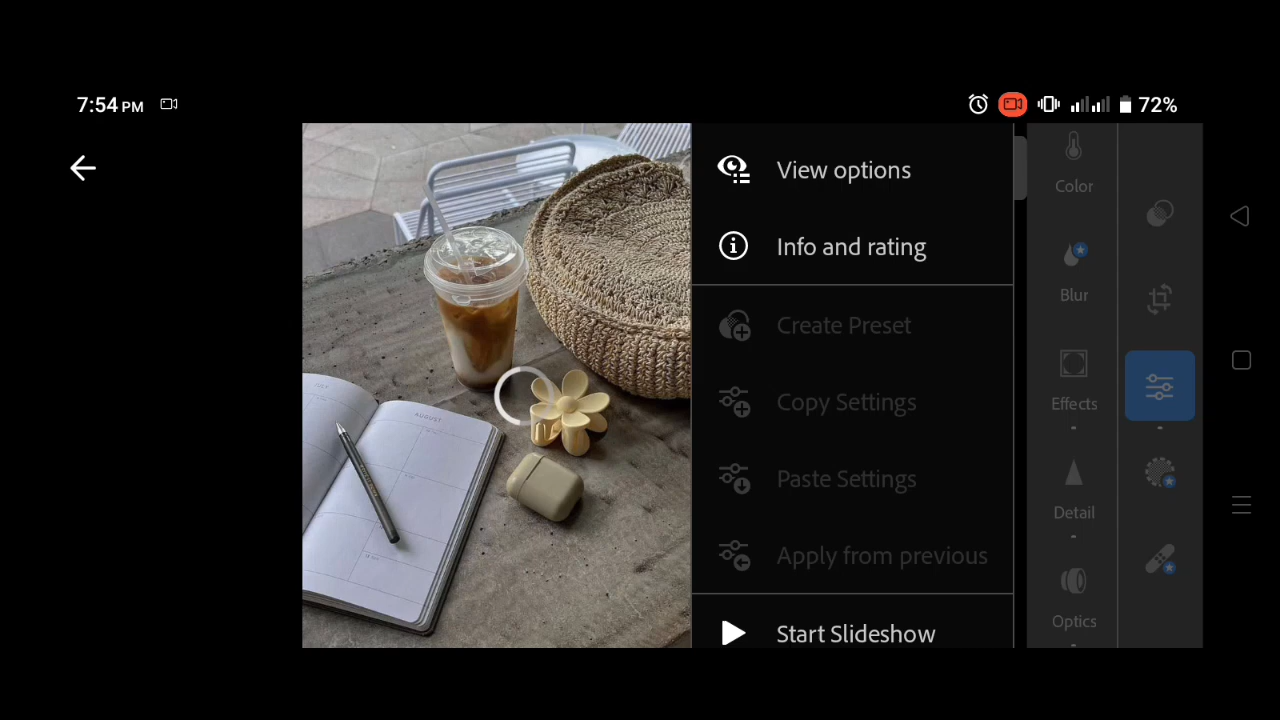 7:54 PM
72%
View options
Info and rating
Create Preset
Copy Settings
Paste Settings
Apply from previous
Start Slideshow
Color
Blur
Effects
Detail
Optics
AUGUST